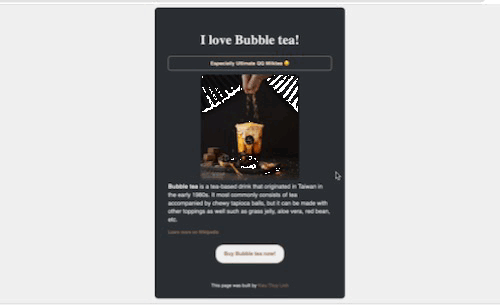 I love Bubble tea!
Especially Ultimate QQ Milktea 😋
Bubble tea is a tea-based drink that originated in Taiwan in
the early 1980s. It most commonly consists of tea
accompanied by chewy tapioca balls, but it can be made with
other toppings as well such as grass jelly, aloe vera, red bean,
etc.
Learn more on Wikipedia
Buy Bubble tea now!
This page was built by